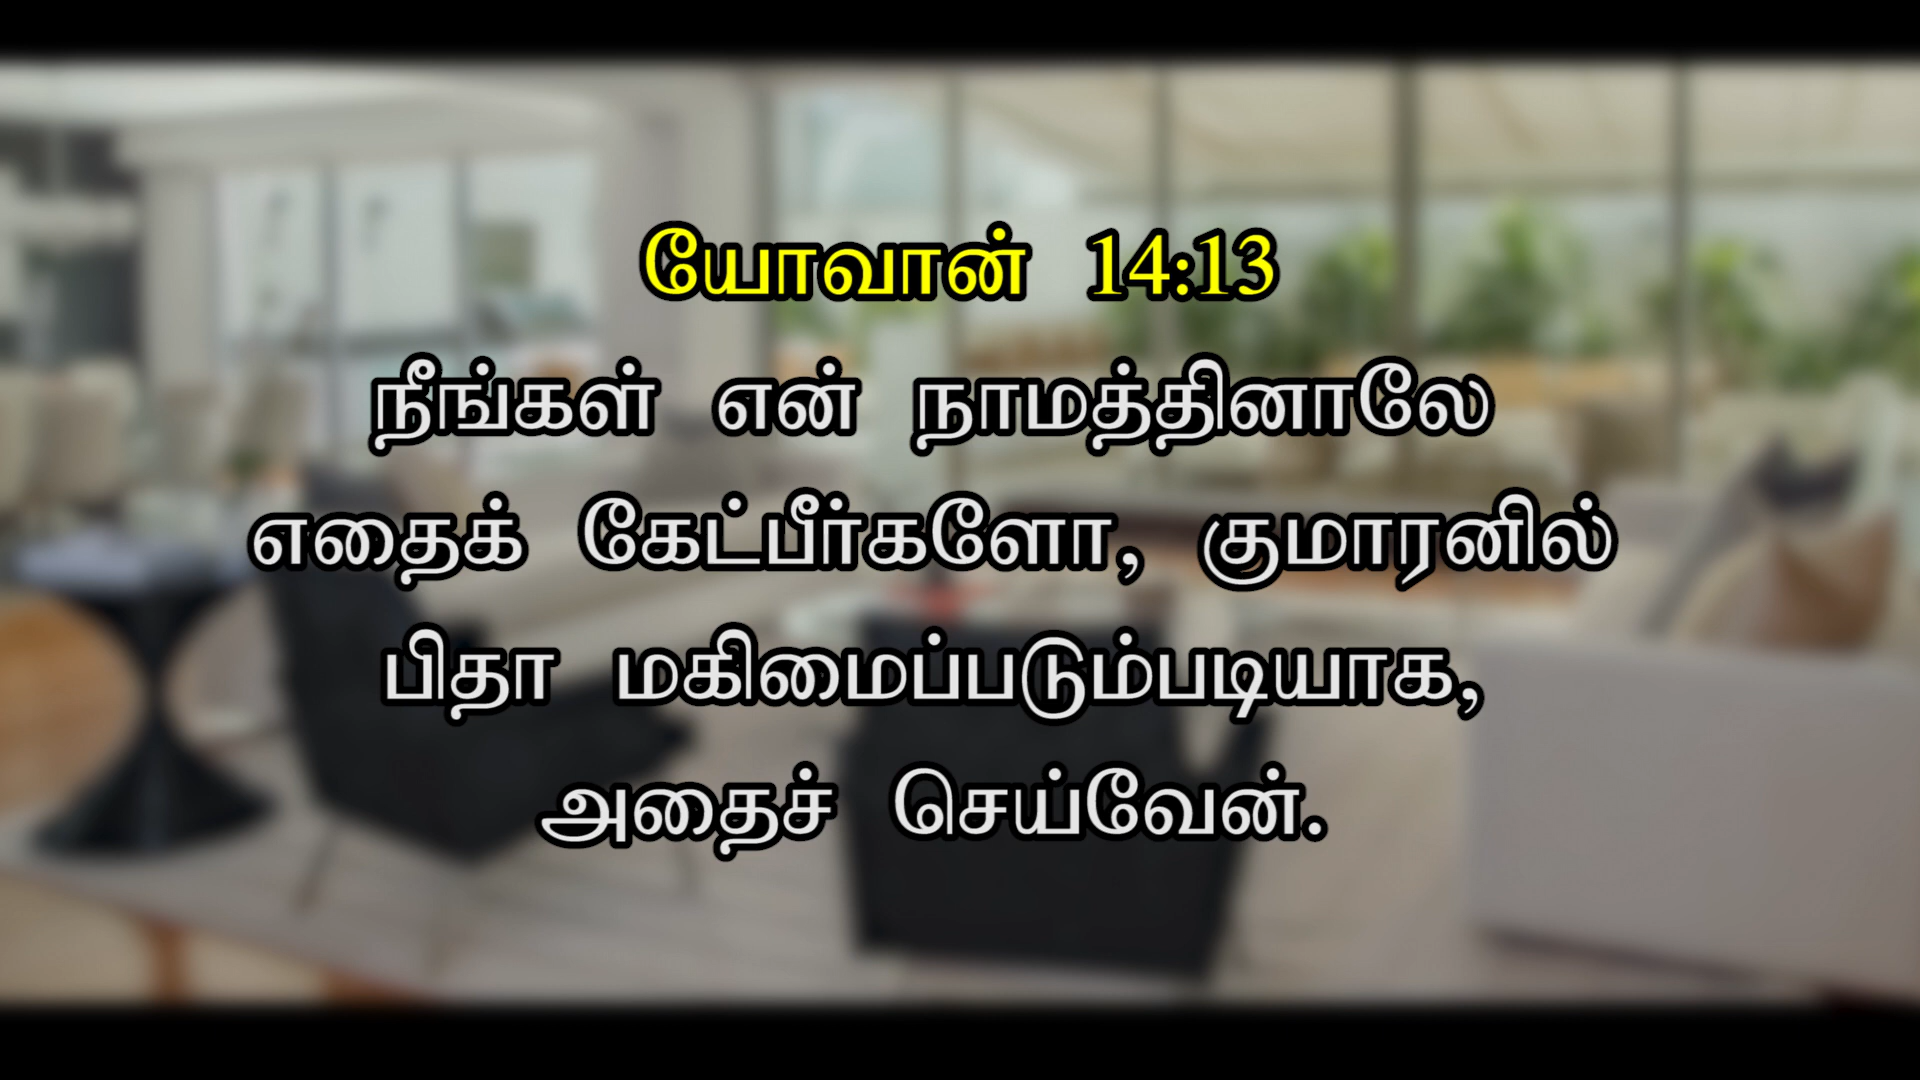 யோவான் 14:13
நீங்கள் என் நாமத்தினாலே
எதைக் கேட்பீர்களோ, குமாரனில்
பிதா மகிமைப்படும்படியாக,
அதைச் செய்வேன்.